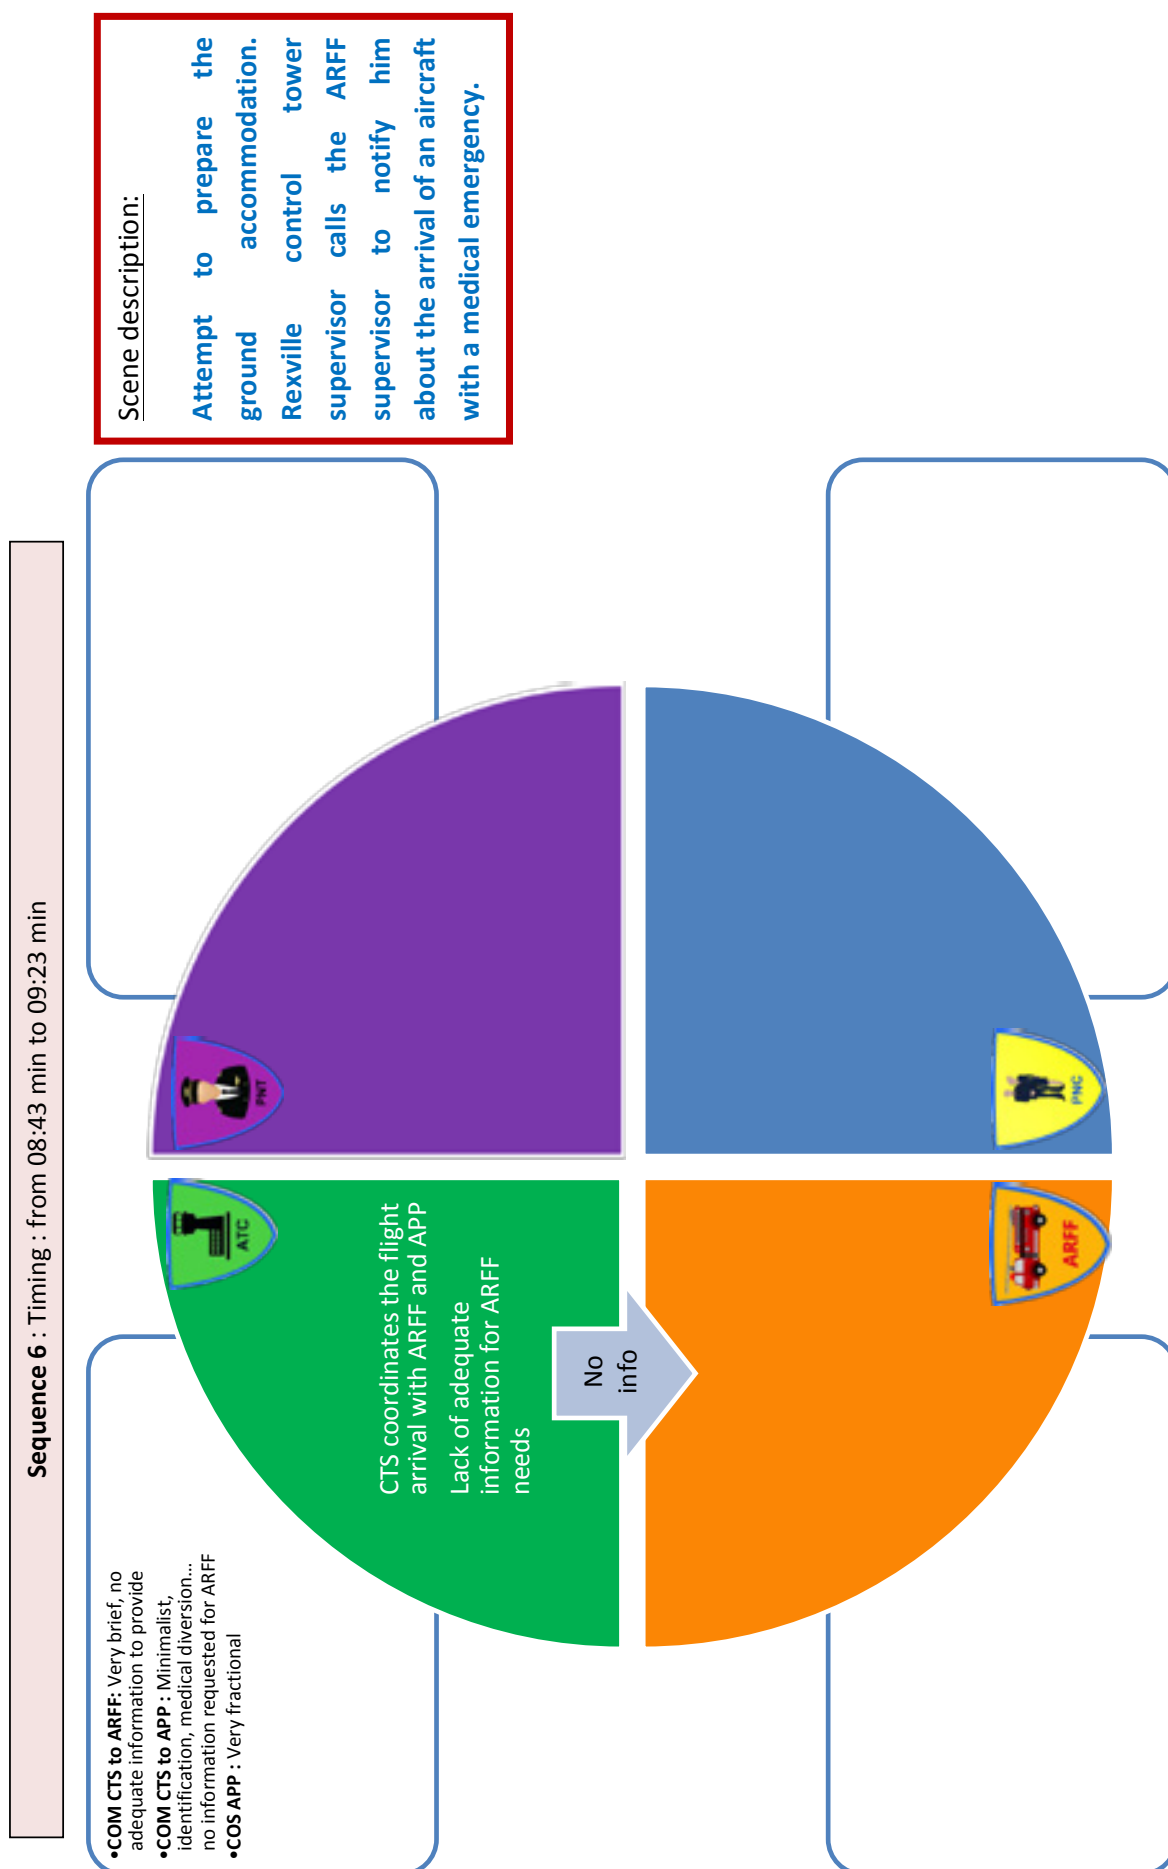 Sequence 6 : Timing : from 08:43 min to 09:23 min
•COM CTS to ARFF: Very brief, no
adequate information to provide
•COM CTS to APP : Minimalist,
identification, medical diversion...
no information requested for ARFF
•COS APP : Very fractional
Scene description:
Attempt to prepare the
ground accommodation.
Rexville control tower
supervisor calls the ARFF
supervisor to notify him
about the arrival of an aircraft
with a medical emergency.
ATC
PNT
CTS coordinates the flight
arrival with ARFF and APP
Lack of adequate
information for ARFF
needs
No
info
ARFF
PNC